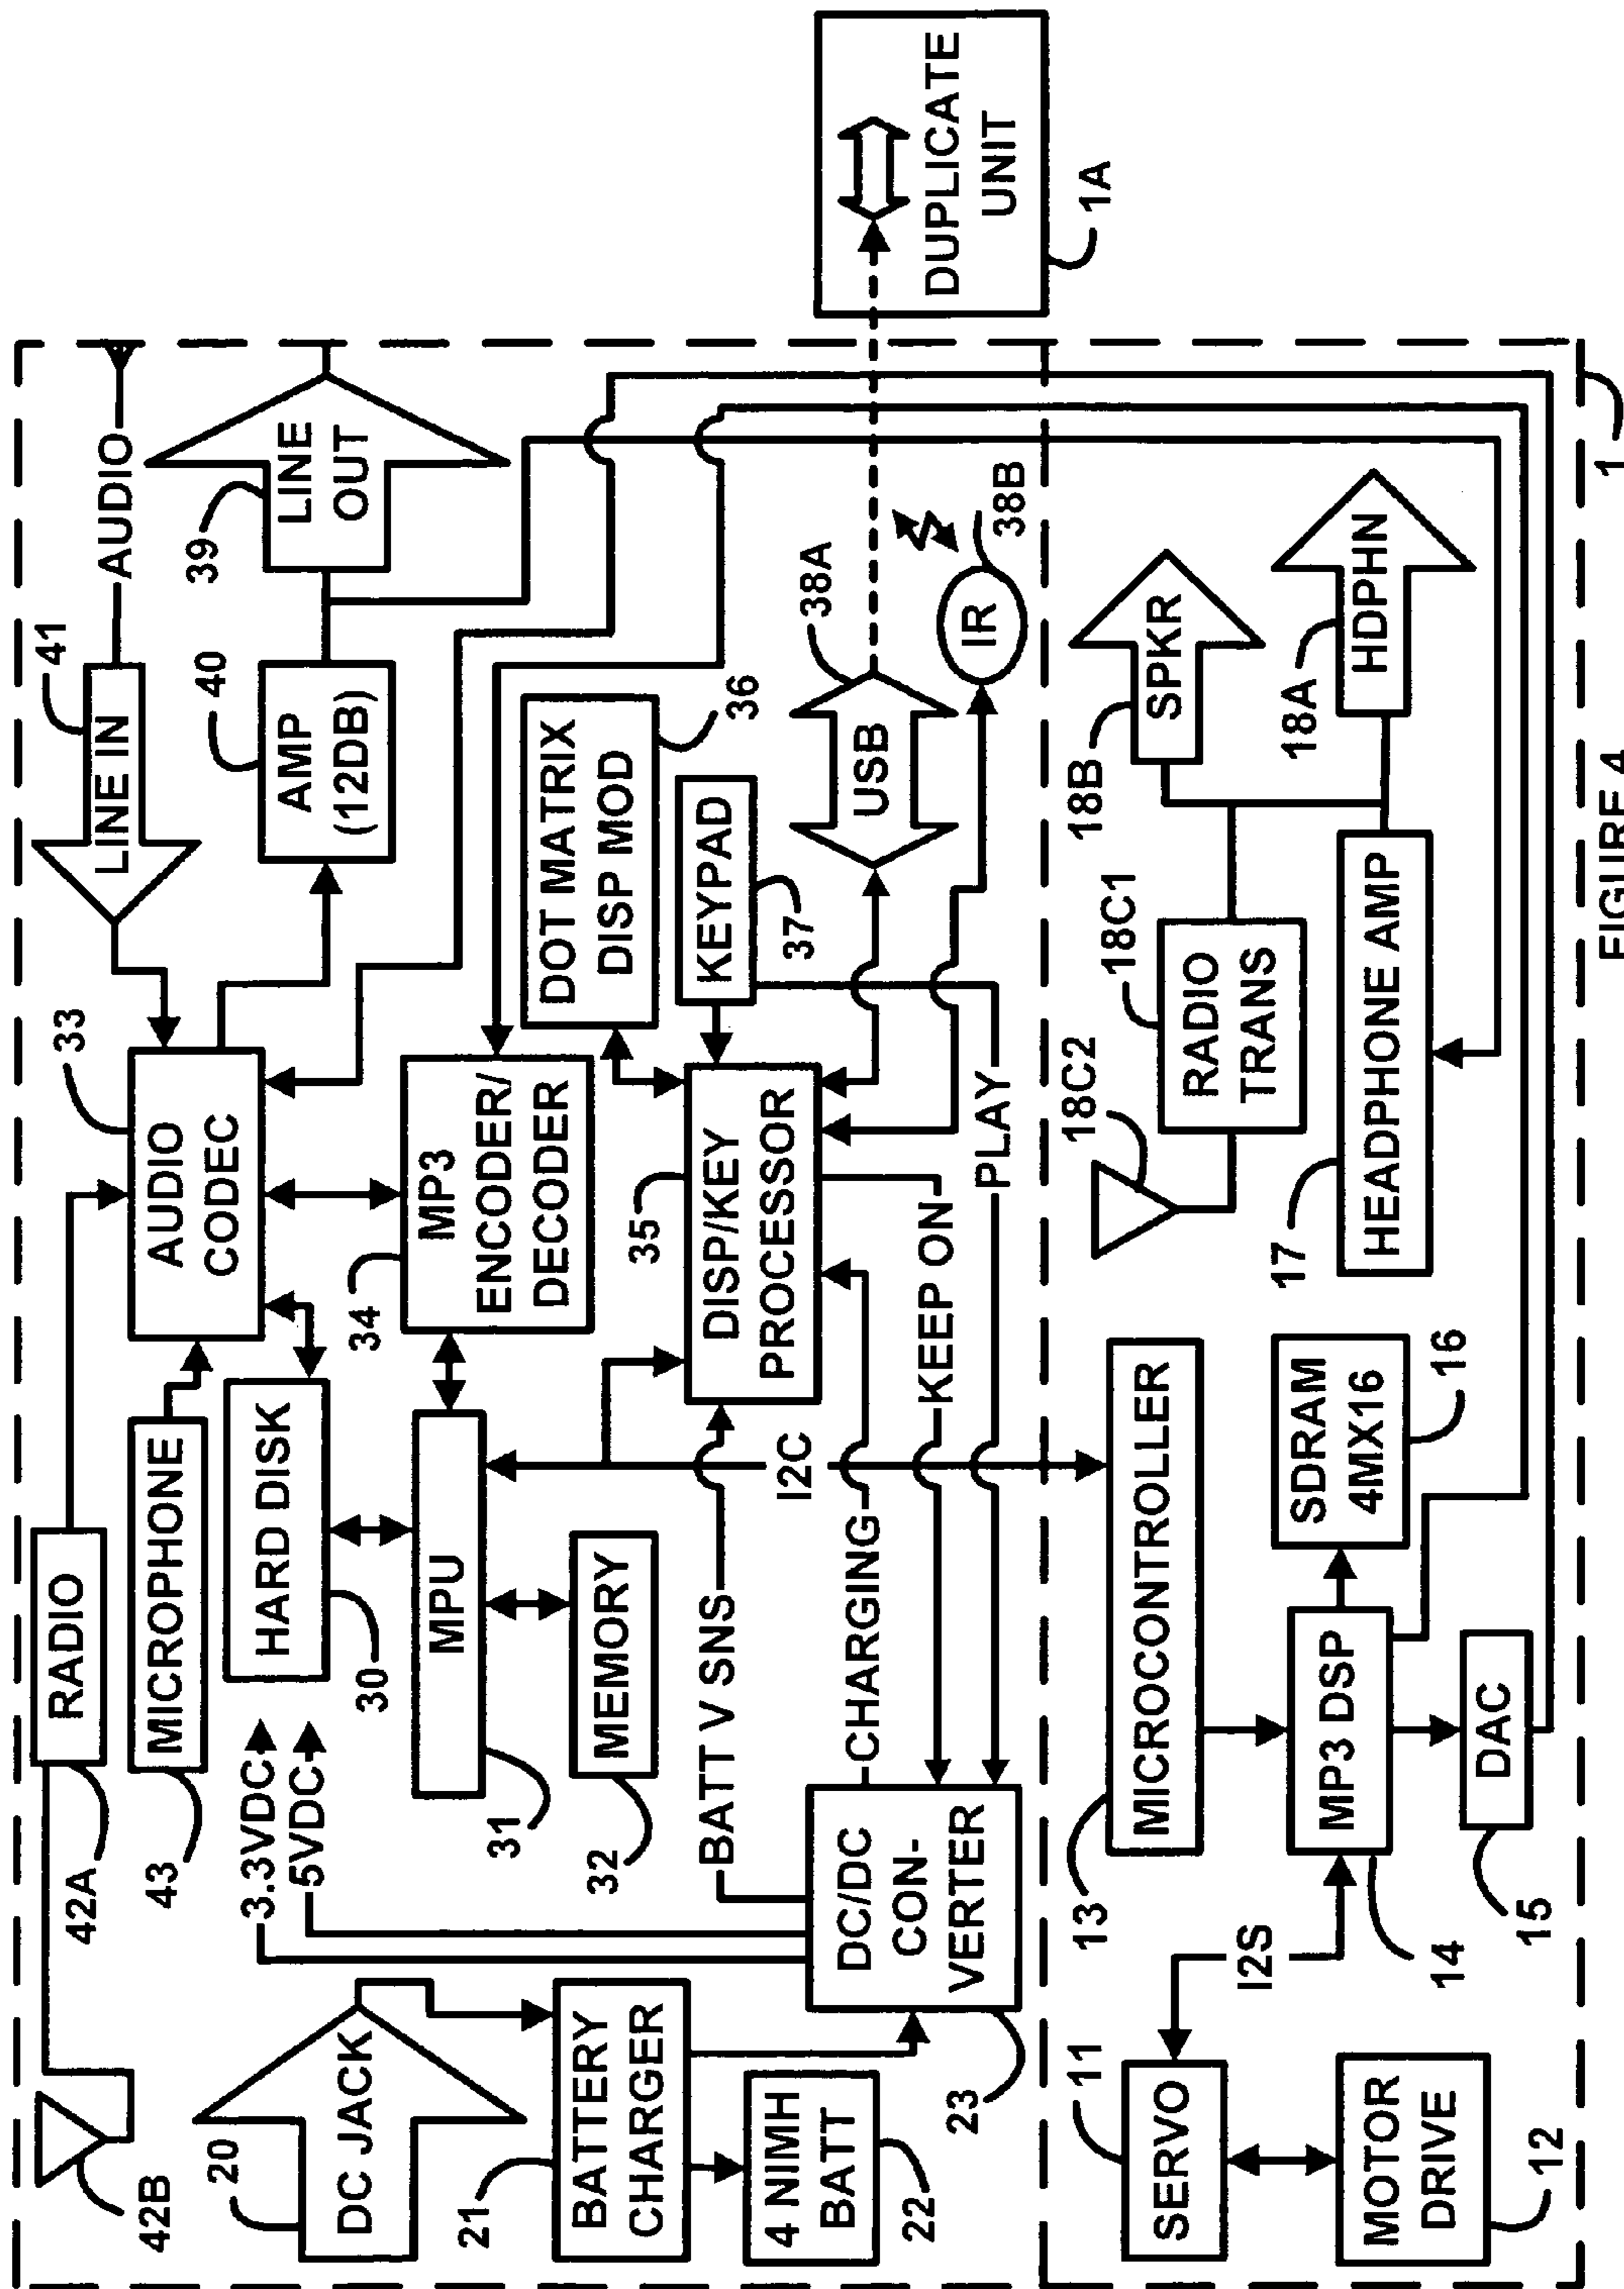 42B
42A
RADIO
43
MICROPHONE
33
AUDIO
CODEC
41
LINE IN
AUDIO
20
DC JACK
3.3VDC
5VDC
30
HARD DISK
40
AMP
(12DB)
39
LINE
OUT
21
BATTERY
CHARGER
31
MPU
34
MP3
ENCODER/
DECODER
36
DOT MATRIX
DISP MOD
32
MEMORY
22
4 NIMH
BATT
BATT V SNS
35
DISP/KEY
PROCESSOR
37
KEYPAD
23
DC/DC
CON-
VERTER
I2C
CHARGING
KEEP ON
PLAY
38A
USB
38B
IR
DUPLICATE
UNIT
1A
11
SERVO
12
MOTOR
DRIVE
I2S
13
MICROCONTROLLER
14
MP3 DSP
15
DAC
16
SDRAM
4MX16
18C2
18C1
RADIO
TRANS
17
HEADPHONE AMP
18B
SPKR
18A
HDPHN
1
FIGURE 4